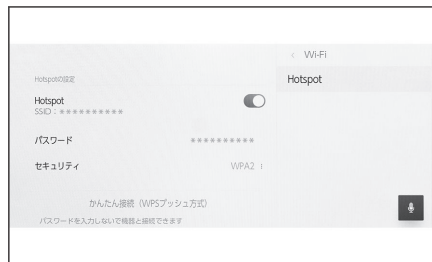 Wi-Fi
Hotspot
Hotspotの設定
Hotspot
SSID：**********
パスワード **********
セキュリティ WPA2
かんたん接続（WPSプッシュ方式）
パスワードを入力しないで機器と接続できます